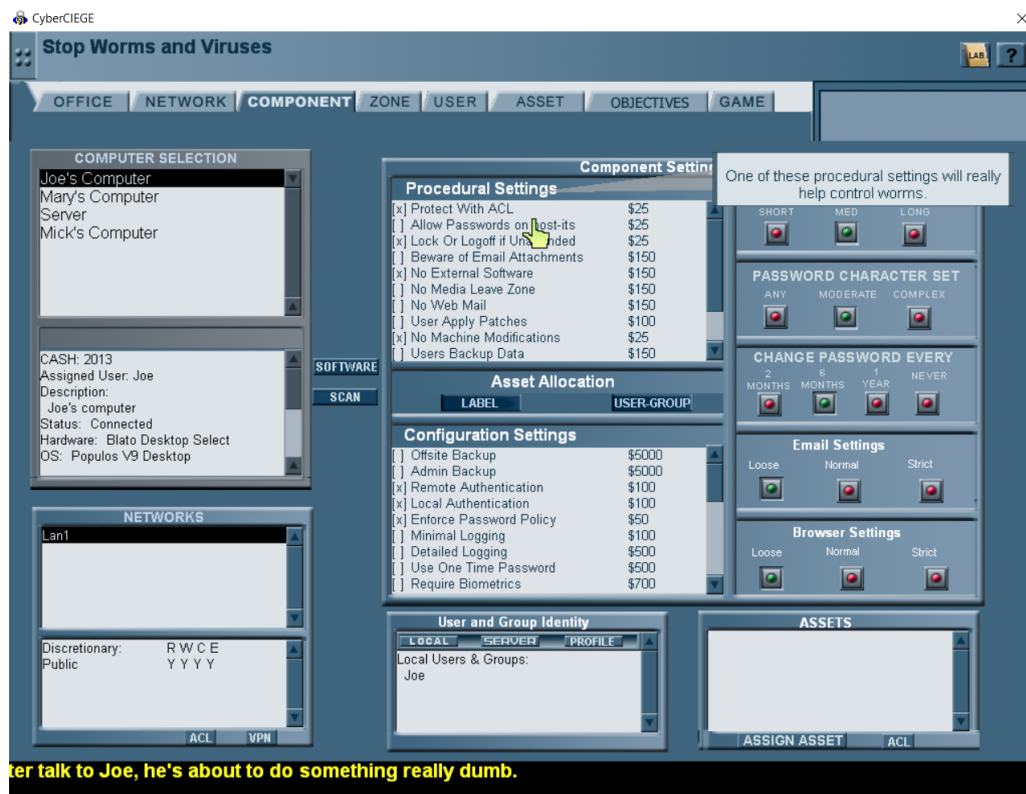 CyberCIEGE
Stop Worms and Viruses
LAB ?
OFFICE NETWORK COMPONENT ZONE USER ASSET OBJECTIVES GAME
COMPUTER SELECTION
Joe's Computer
Mary's Computer
Server
Mick's Computer
CASH: 2013
Assigned User: Joe
Description:
Joe's computer
Status: Connected
Hardware: Blato Desktop Select
OS: Populos V9 Desktop
SOFTWARE
SCAN
NETWORKS
Lan1
Discretionary: R W C E
Public Y Y Y Y
ACL VPN
Component
Procedural Settings
[x] Protect With ACL $25
[ ] Allow Passwords on post-its $25
[x] Lock Or Logoff if $25
[ ] Beware of Email Attachments $150
[x] No External Software $150
[ ] No Media Leave Zone $150
[ ] No Web Mail $150
[ ] User Apply Patches $100
[x] No Machine Modifications $25
[ ] Users Backup Data $150
Asset Allocation
LABEL USER-GROUP
Configuration Settings
[ ] Offsite Backup $5000
[ ] Admin Backup $5000
[x] Remote Authentication $100
[x] Local Authentication $100
[x] Enforce Password Policy $50
[ ] Minimal Logging $100
[ ] Detailed Logging $500
[ ] Use One Time Password $500
[ ] Require Biometrics $700
One of these procedural settings will really
help control worms.
SHORT MED LONG
PASSWORD CHARACTER SET
ANY MODERATE COMPLEX
CHANGE PASSWORD EVERY
2 MONTHS 6 MONTHS 1 YEAR NEVER
Email Settings
Loose Normal Strict
Browser Settings
Loose Normal Strict
User and Group Identity
LOCAL SERVER PROFILE
Local Users & Groups:
Joe
ASSETS
ASSIGN ASSET ACL
talk to Joe, he's about to do something really dumb.